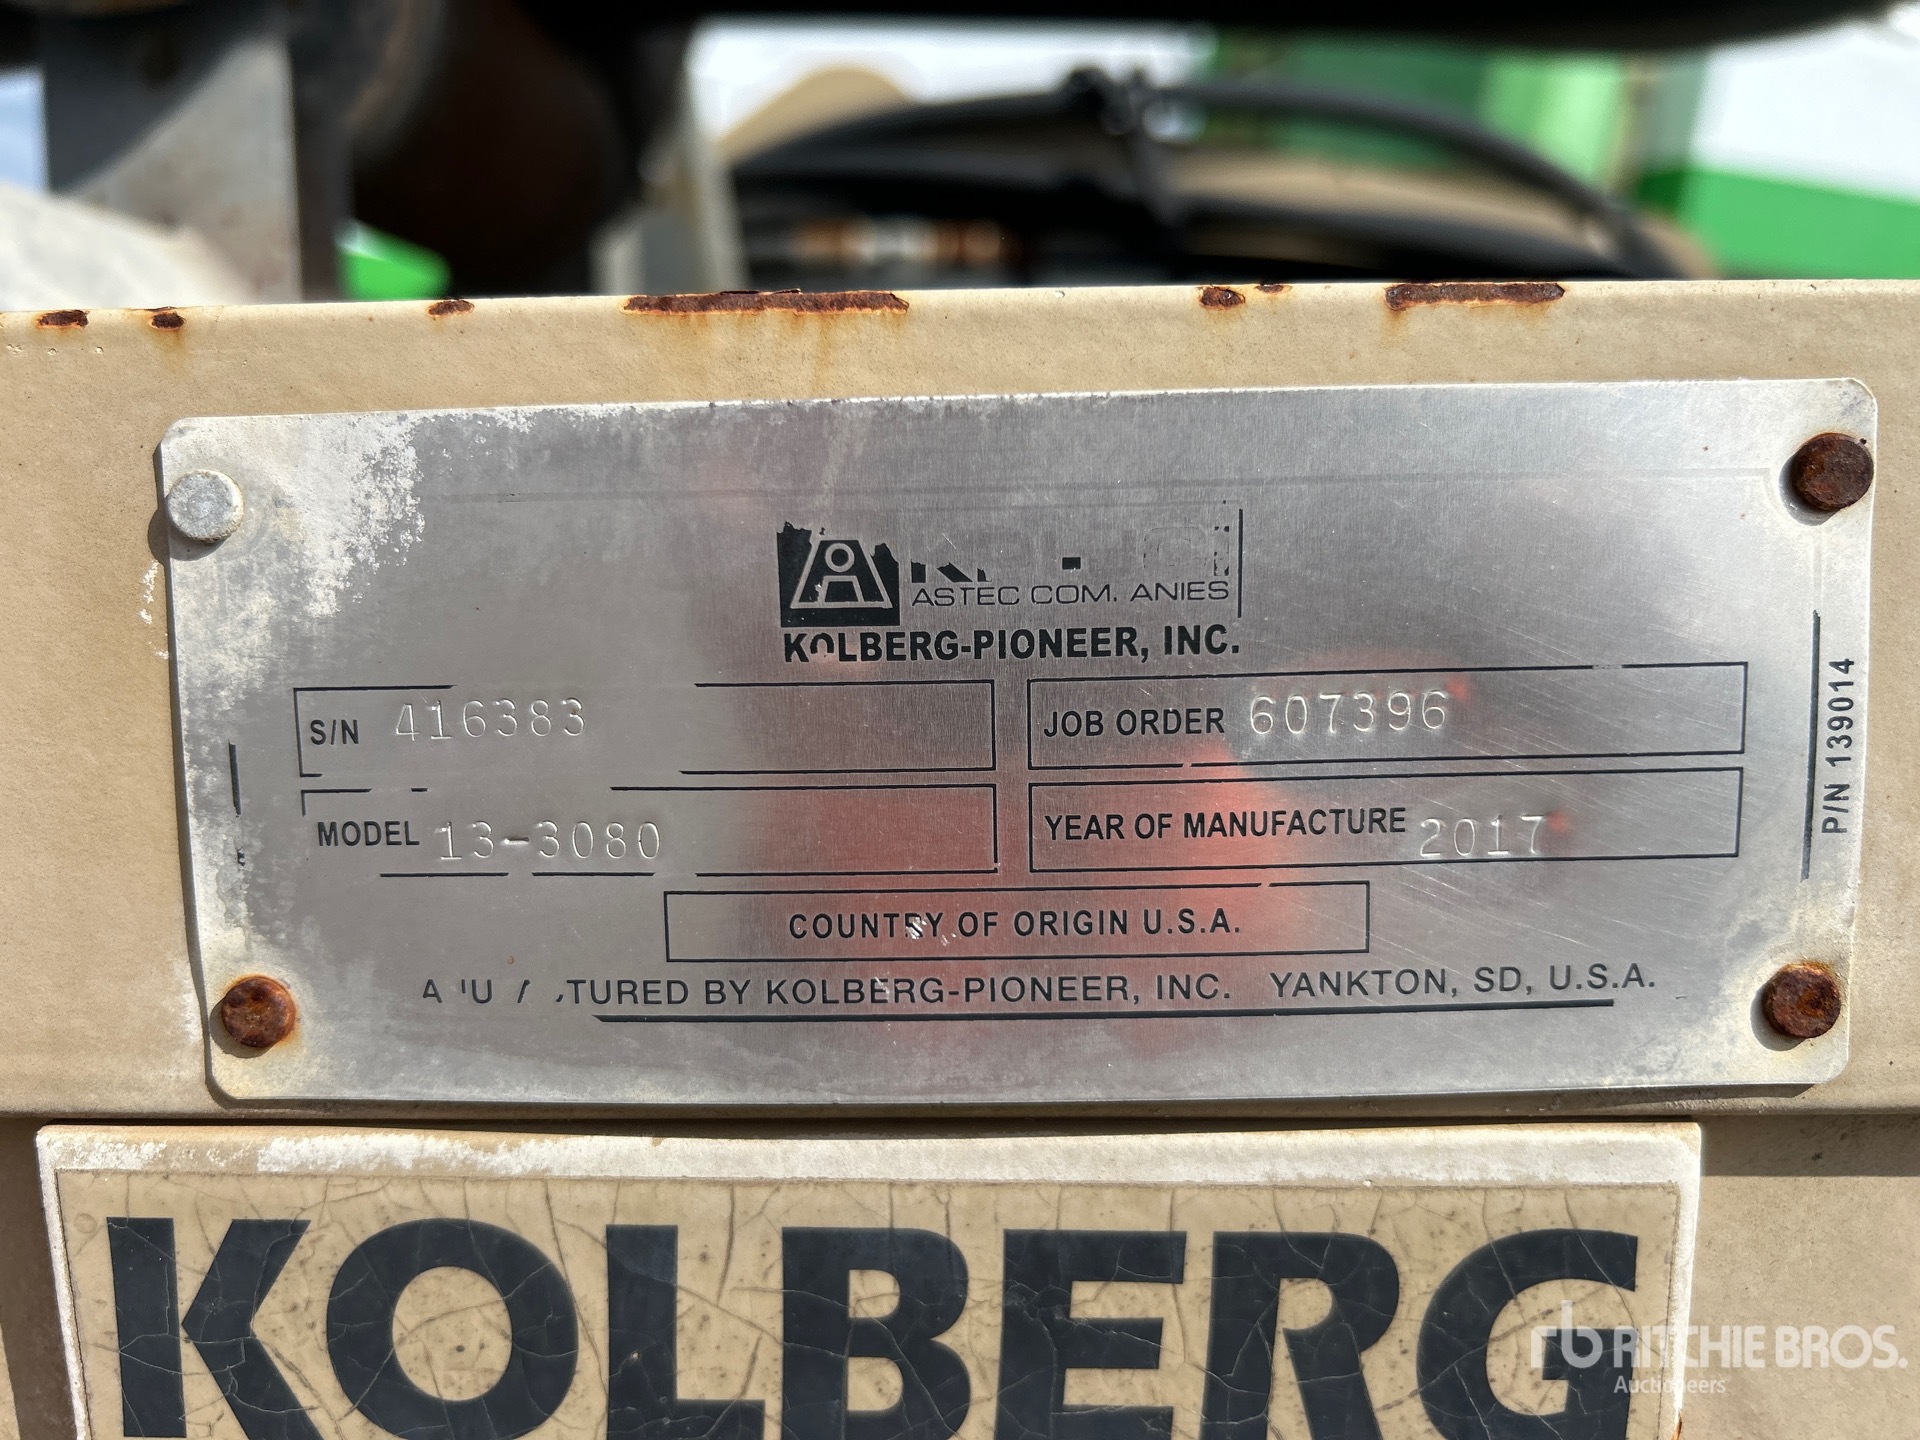 ASTEC COM. ANIES
KOLBERG-PIONEER, INC.
S/N 416383
JOB ORDER 607396
MODEL 13-3080
YEAR OF MANUFACTURE 2017
COUNTRY OF ORIGIN U.S.A.
TURED BY KOLBERG-PIONEER, INC. YANKTON, SD, U.S.A.
P/N 139014
KOLBERG
rb RITCHIE BROS.
Auctioneers